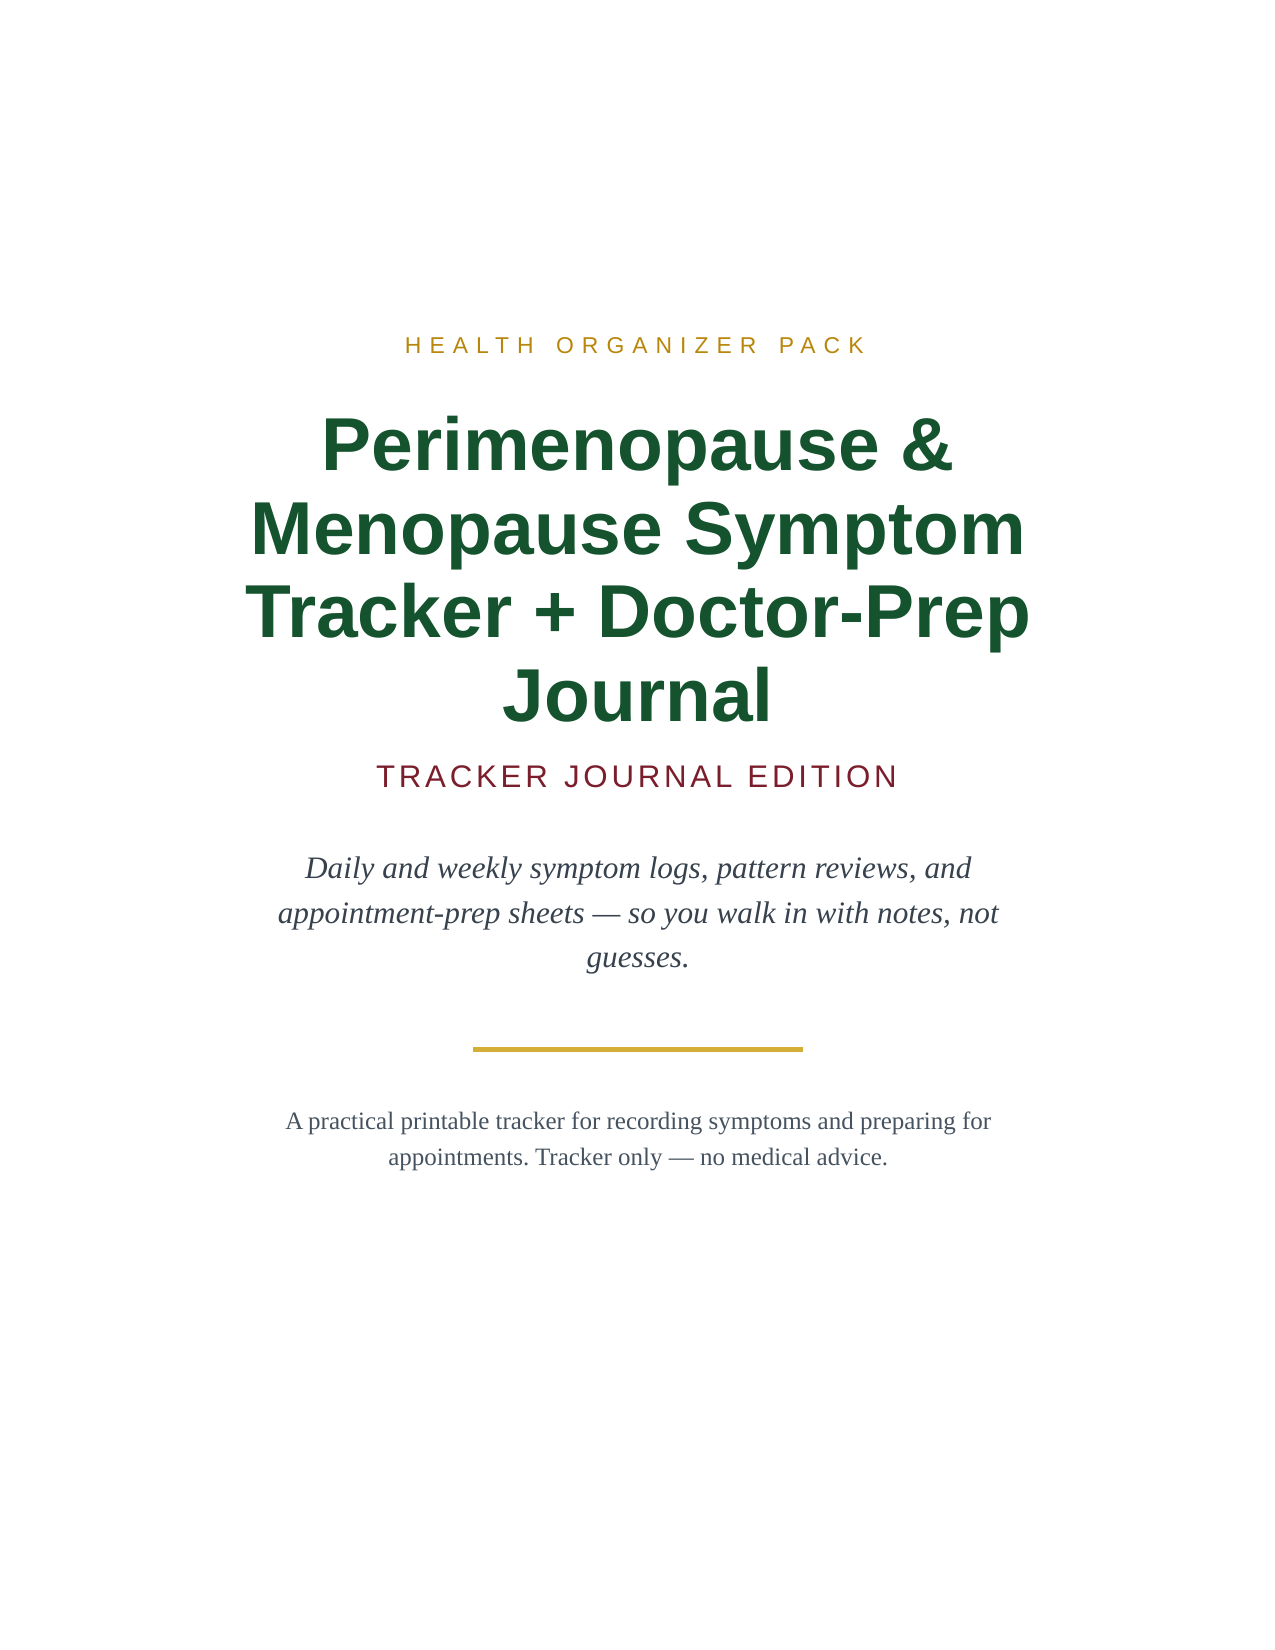 HEALTH ORGANIZER PACK
Perimenopause &
Menopause Symptom
Tracker + Doctor-Prep
Journal
TRACKER JOURNAL EDITION
Daily and weekly symptom logs, pattern reviews, and
appointment-prep sheets — so you walk in with notes, not
guesses.
A practical printable tracker for recording symptoms and preparing for
appointments. Tracker only — no medical advice.